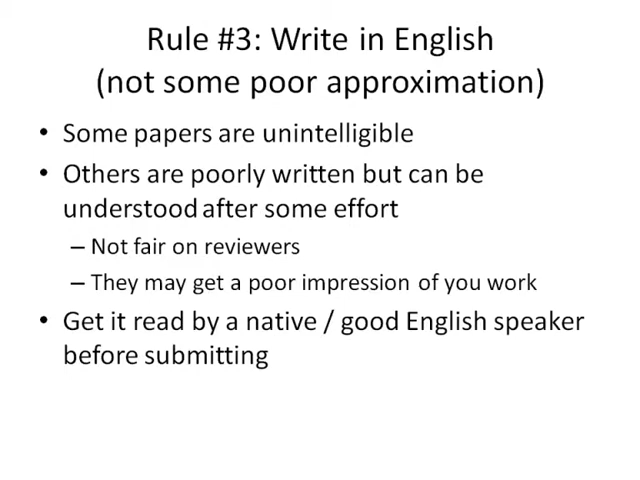 Rule #3: Write in English
(not some poor approximation)
• Some papers are unintelligible
• Others are poorly written but can be
understood after some effort
– Not fair on reviewers
– They may get a poor impression of you work
• Get it read by a native / good English speaker
before submitting